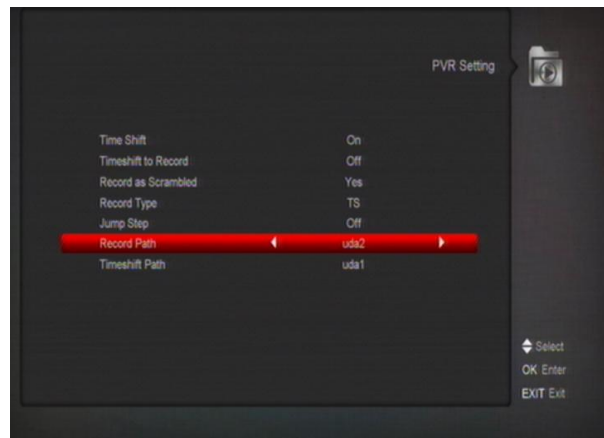 PVR Setting
Time Shift On
Timeshift to Record Off
Record as Scrambled Yes
Record Type TS
Jump Step Off
Record Path uda2
Timeshift Path uda1
Select
OK Enter
EXIT Exit